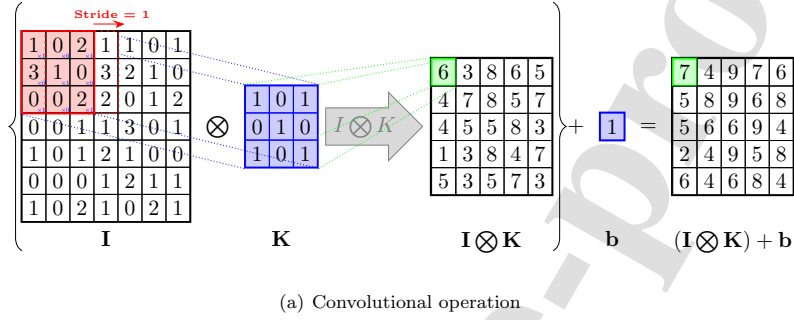 Stride = 1
1 0 2 1 1 0 1
3 1 0 3 2 1 0
0 0 2 2 0 1 2
0 0 1 1 3 0 1
1 0 1 2 1 0 0
0 0 0 1 2 1 1
1 0 2 1 0 2 1
I
⊗
1 0 1
0 1 0
1 0 1
K
I ⊗ K
6 3 8 6 5
4 7 8 5 7
4 5 5 8 3
1 3 8 4 7
5 3 5 7 3
I ⊗ K
+
1
b
=
7 4 9 7 6
5 8 9 6 8
5 6 6 9 4
2 4 9 5 8
6 4 6 8 4
(I ⊗ K) + b
(a) Convolutional operation
-pro